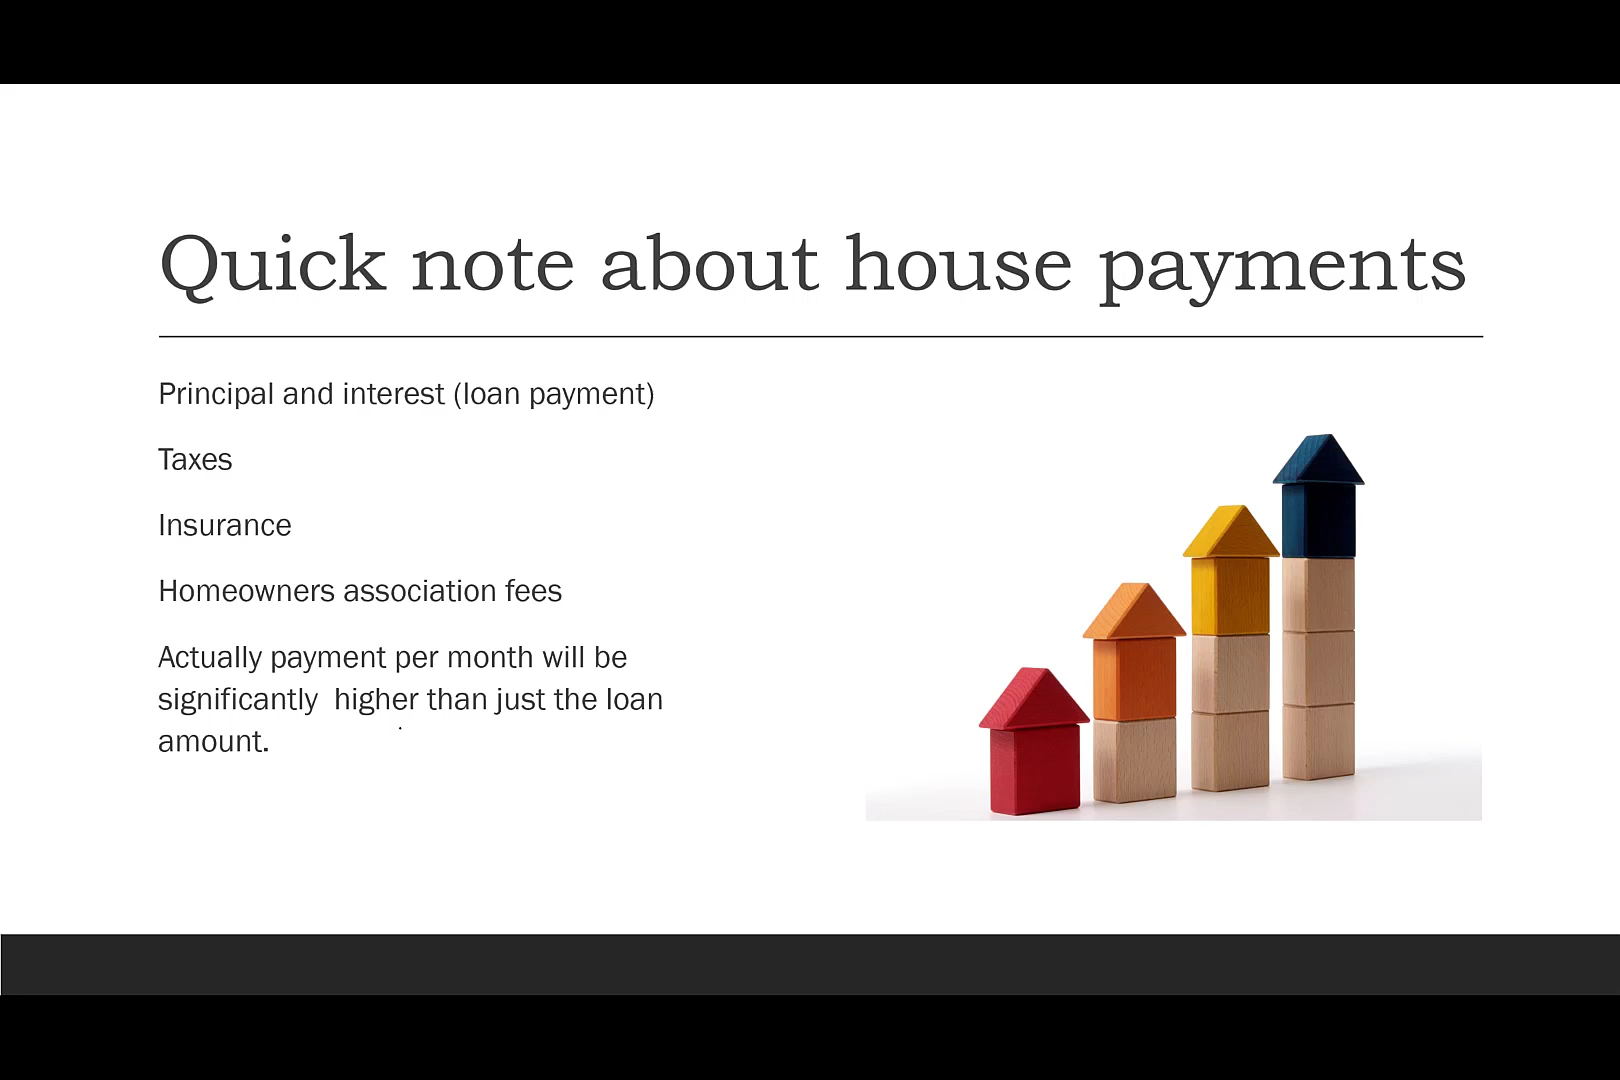 Quick note about house payments
Principal and interest (loan payment)
Taxes
Insurance
Homeowners association fees
Actually payment per month will be
significantly  higher than just the loan
amount.